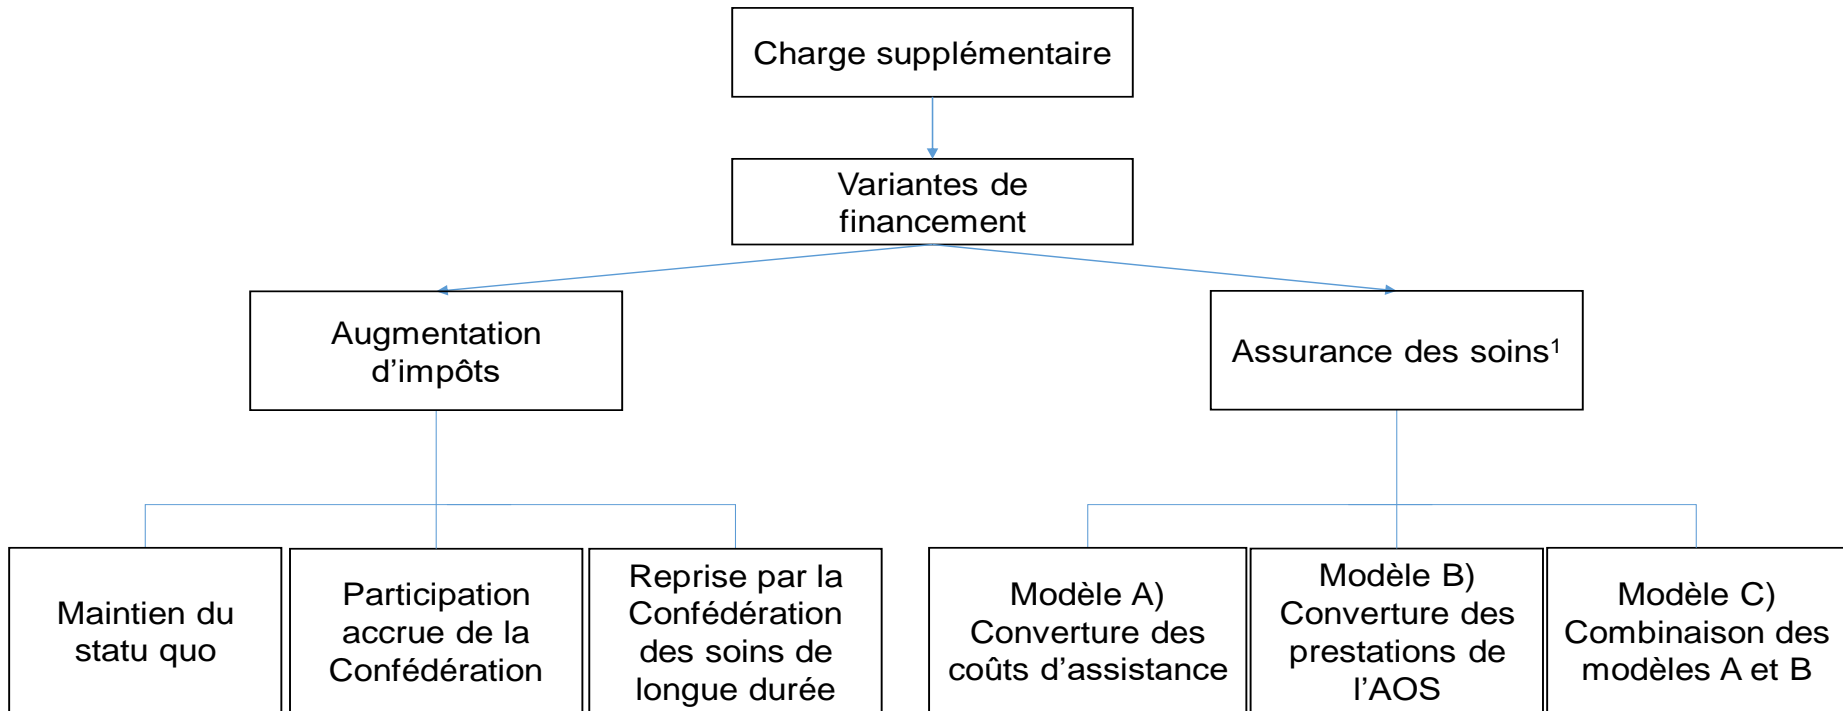 Charge supplémentaire
Variantes de
financement
Augmentation
d’impôts
Assurance des soins¹
Maintien du
statu quo
Participation
accrue de la
Confédération
Reprise par la
Confédération
des soins de
longue durée
Modèle A)
Converture des
coûts d’assistance
Modèle B)
Converture des
prestations de
l’AOS
Modèle C)
Combinaison des
modèles A et B